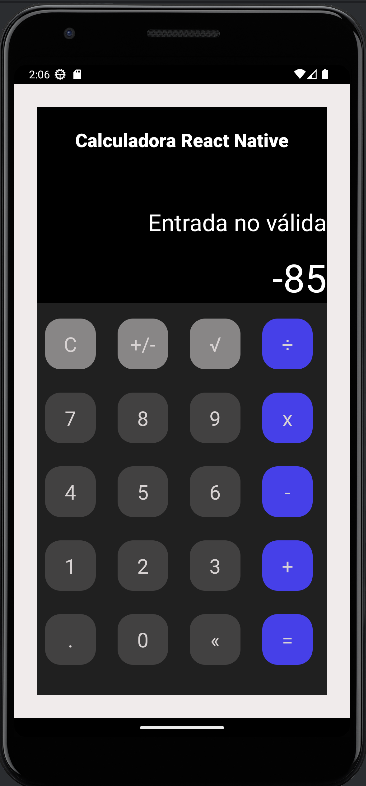 2:06
Calculadora React Native
Entrada no válida
-85
C +/- √ ÷
7 8 9 x
4 5 6 -
1 2 3 +
. 0 « =